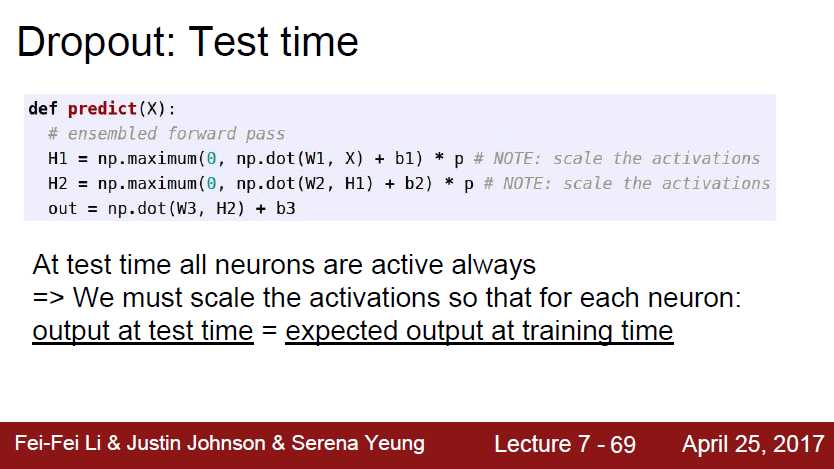 Dropout: Test time
def predict(X):
# ensembled forward pass
H1 = np.maximum(0, np.dot(W1, X) + b1) * p # NOTE: scale the activations
H2 = np.maximum(0, np.dot(W2, H1) + b2) * p # NOTE: scale the activations
out = np.dot(W3, H2) + b3
At test time all neurons are active always
=> We must scale the activations so that for each neuron:
output at test time = expected output at training time
Fei-Fei Li & Justin Johnson & Serena Yeung Lecture 7 - 69 April 25, 2017